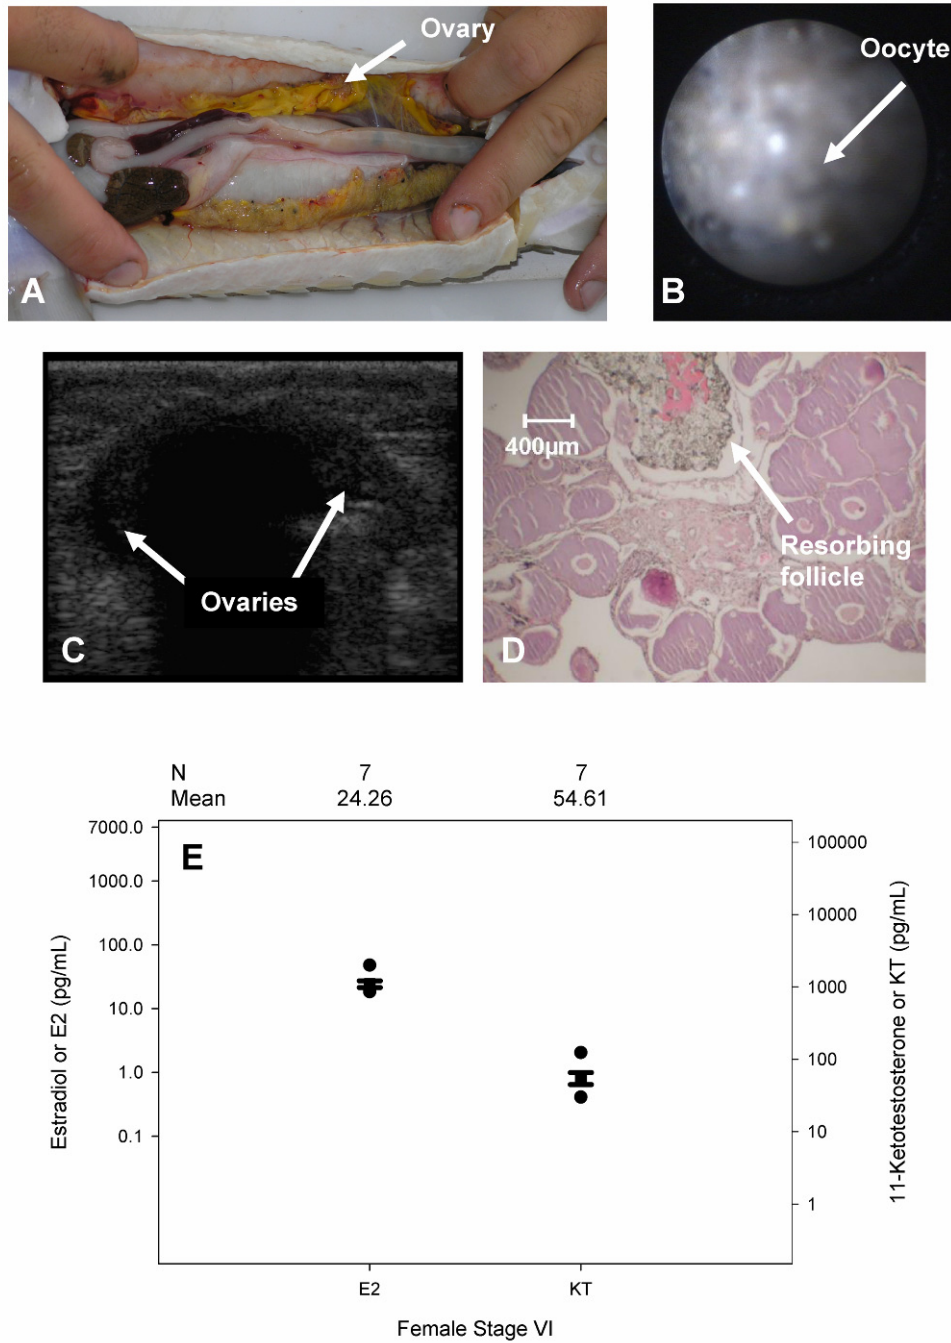 Ovary
A
Oocyte
B
Ovaries
C
400µm
Resorbing
follicle
D
N 7 7
Mean 24.26 54.61
E
7000.0
1000.0
100.0
10.0
1.0
0.1
Estradiol or E2 (pg/mL)
100000
10000
1000
100
10
1
11-Ketotestosterone or KT (pg/mL)
E2 KT
Female Stage VI